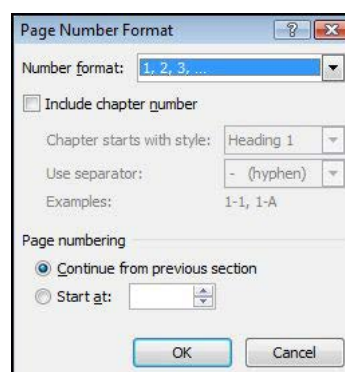 Page Number Format
Number format: 1, 2, 3, ...
Include chapter number
Chapter starts with style: Heading 1
Use separator: - (hyphen)
Examples: 1-1, 1-A
Page numbering
Continue from previous section
Start at:
OK Cancel